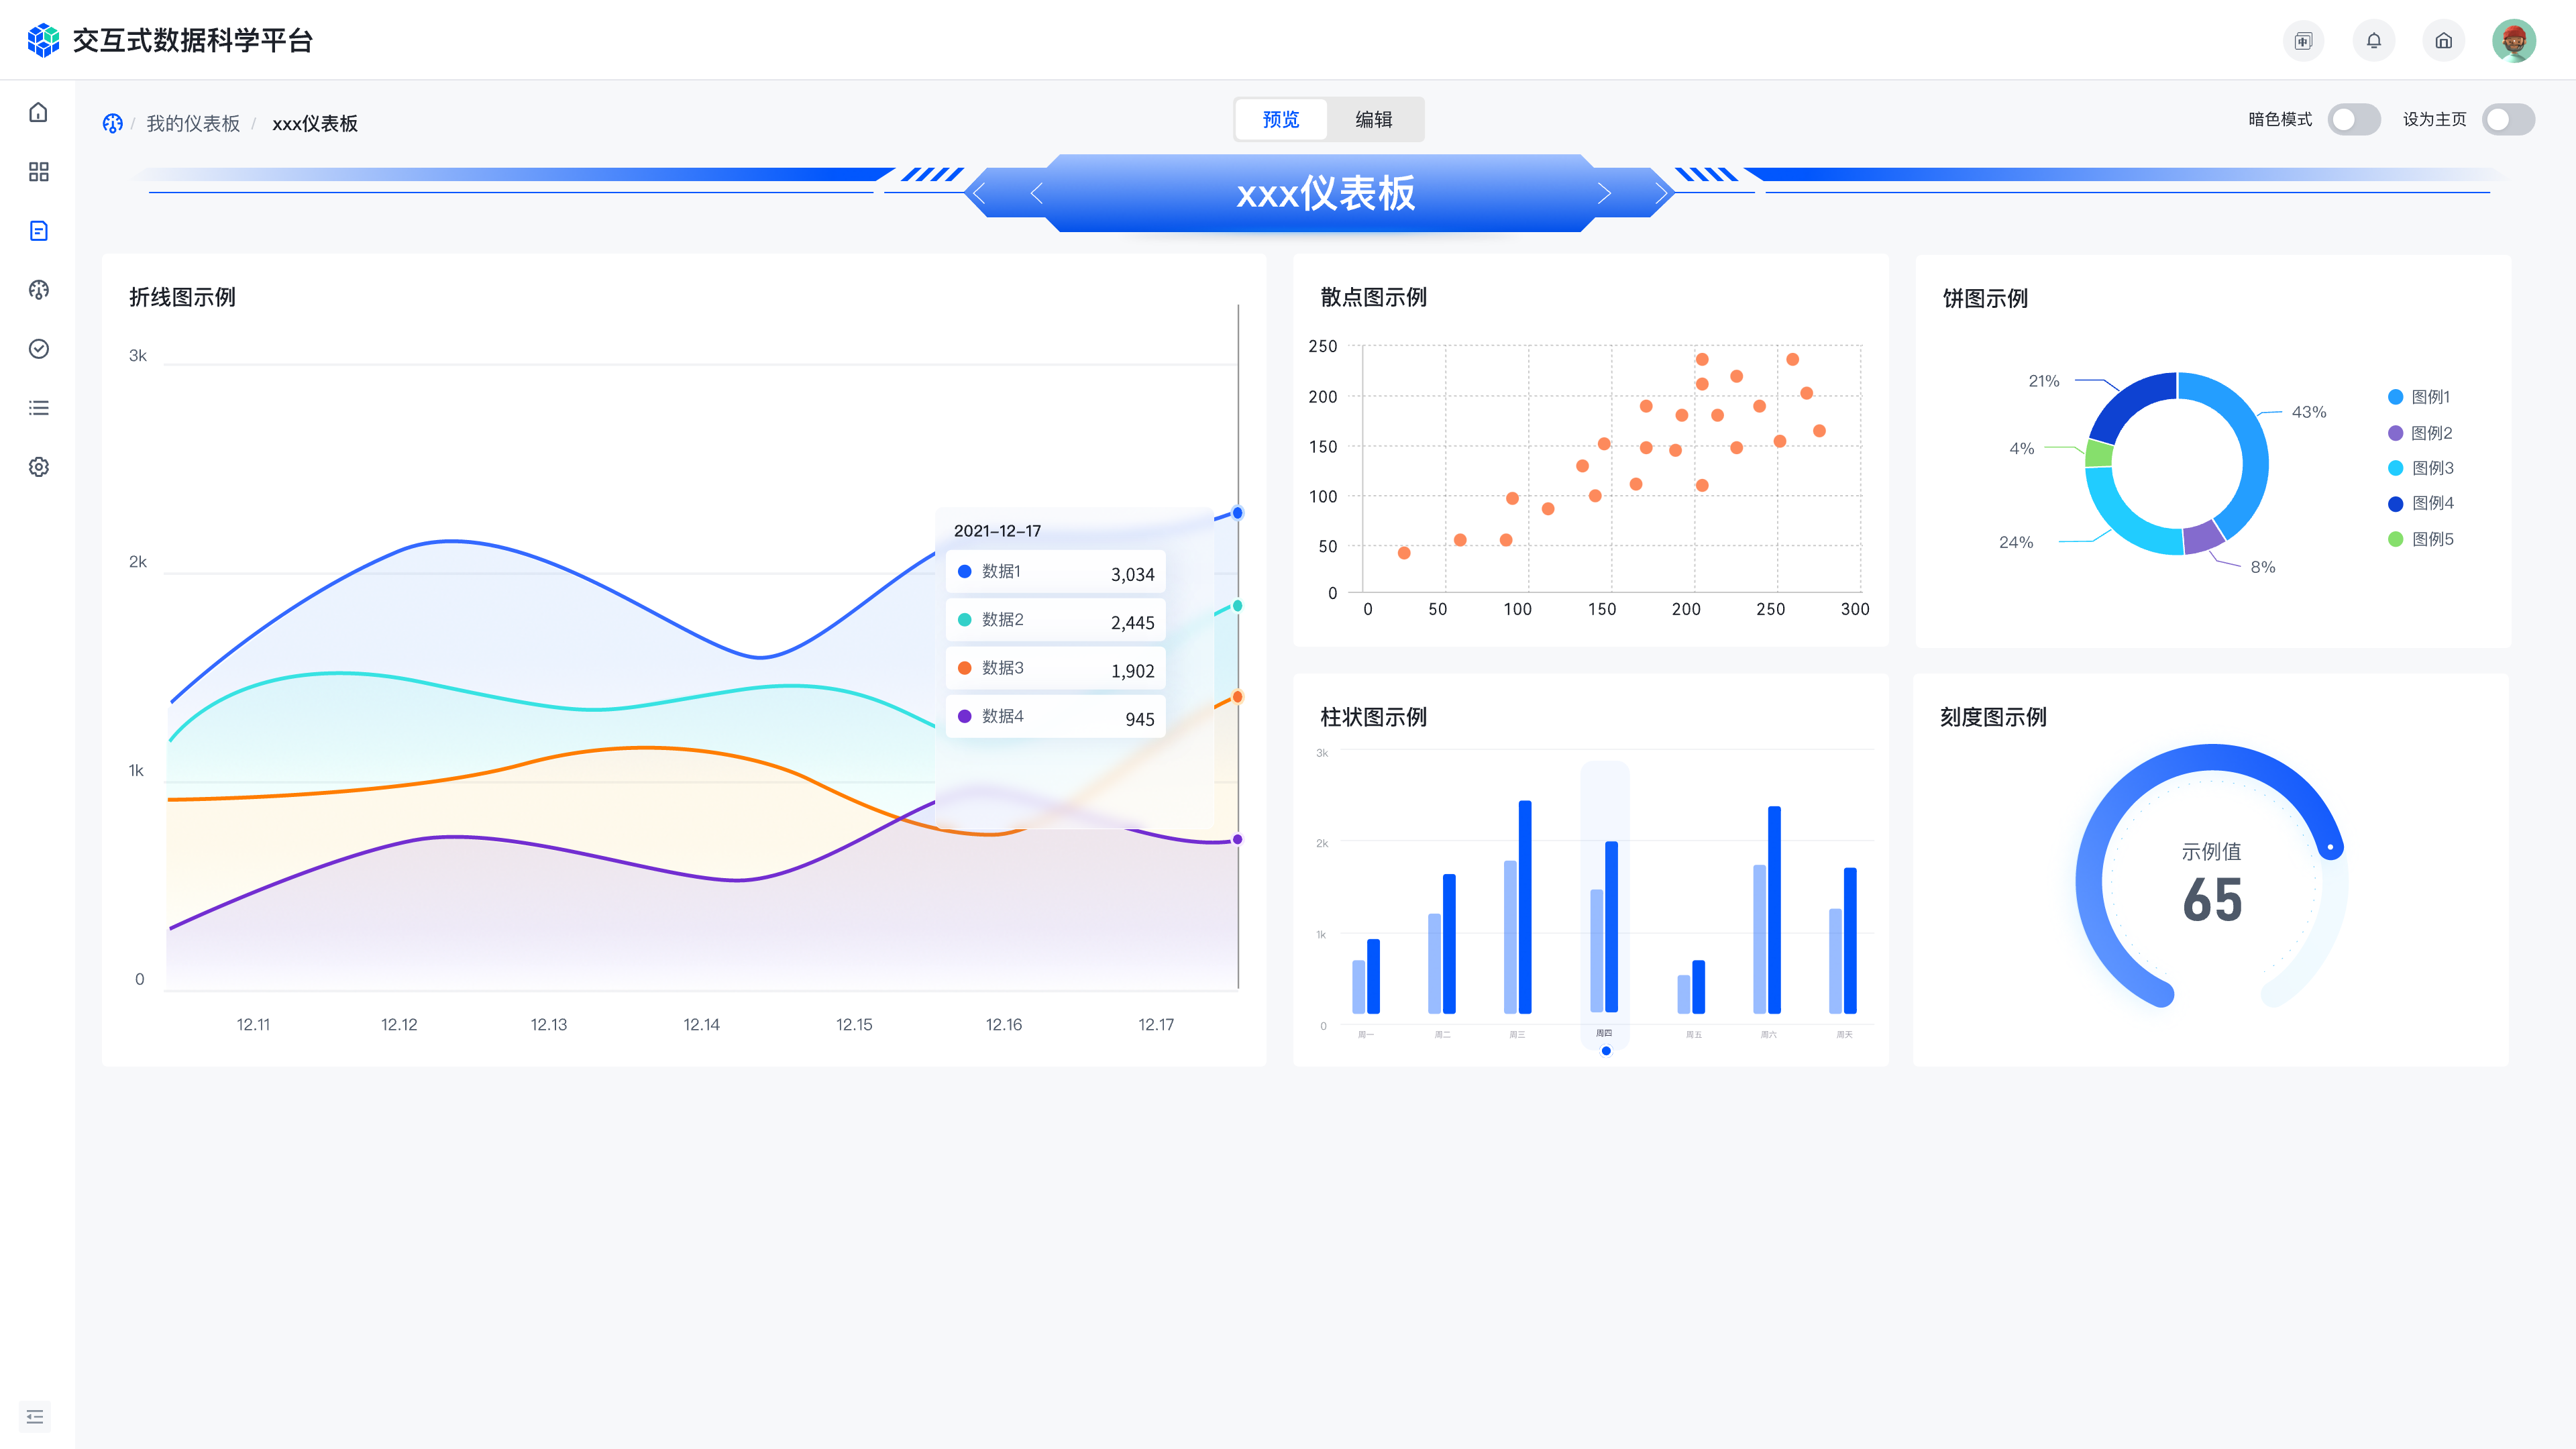 交互式数据科学平台
中
/ 我的仪表板 / xxx仪表板
预览 编辑
暗色模式 设为主页
xxx仪表板
折线图示例
3k
2k
1k
0
12.11 12.12 12.13 12.14 12.15 12.16 12.17
2021-12-17
数据1 3,034
数据2 2,445
数据3 1,902
数据4 945
散点图示例
250
200
150
100
50
0
0 50 100 150 200 250 300
饼图示例
21%
43%
4%
24%
8%
图例1
图例2
图例3
图例4
图例5
柱状图示例
3k
2k
1k
0
周一 周二 周三 周四 周五 周六 周天
刻度图示例
示例值
65